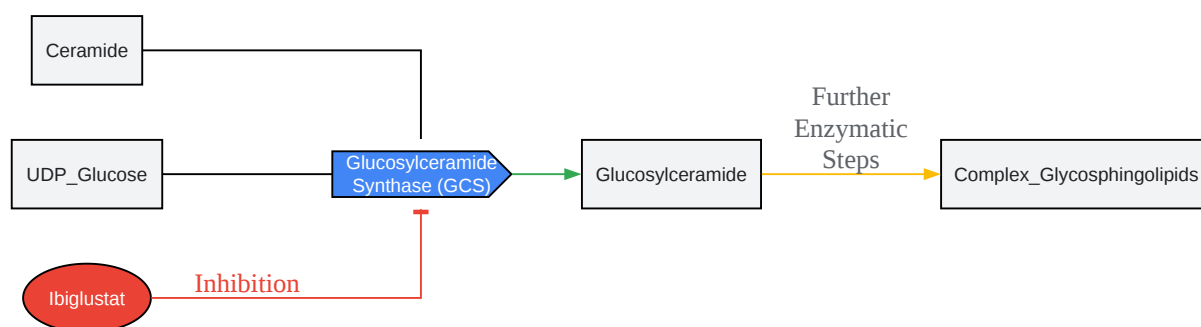 Ceramide
UDP_Glucose
Glucosylceramide
Synthase (GCS)
Glucosylceramide
Further
Enzymatic
Steps
Complex_Glycosphingolipids
Ibiglustat
Inhibition